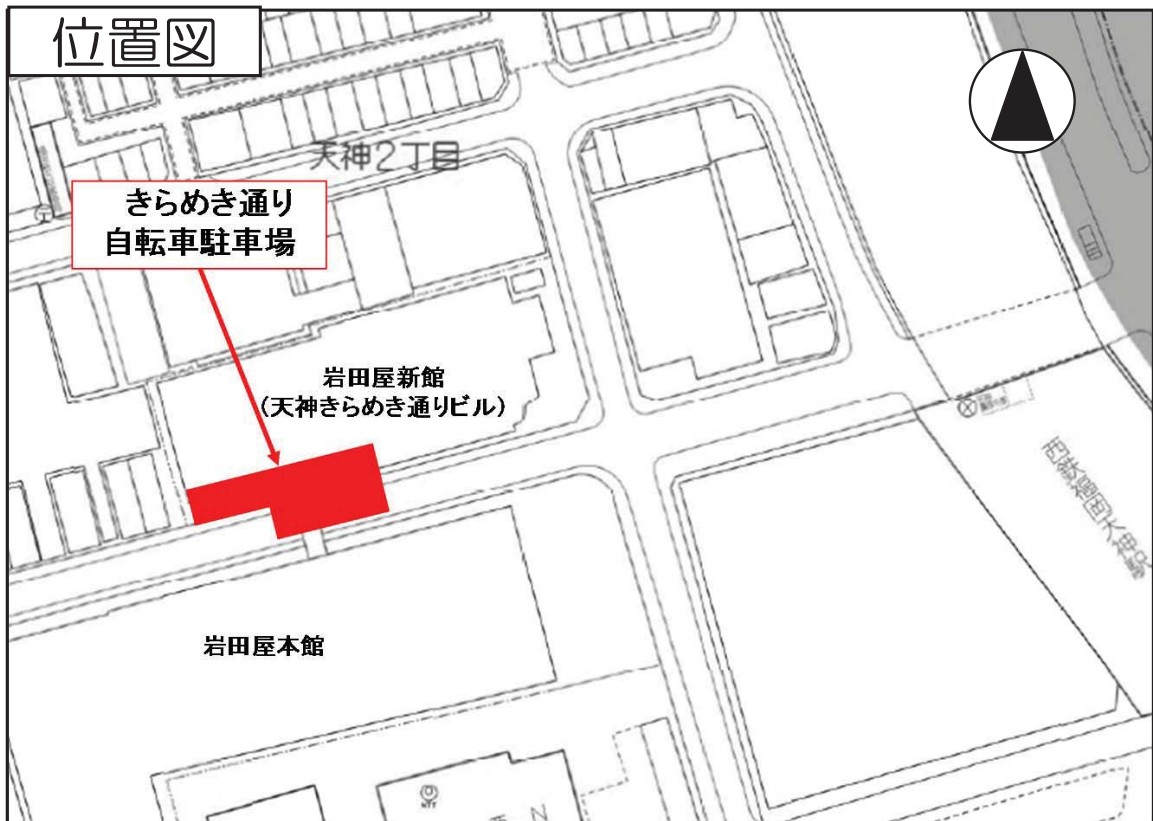 位置図
天神2丁目
きらめき通り
自転車駐車場
岩田屋新館
(天神きらめき通りビル)
西鉄福岡天神駅
岩田屋本館
NTT